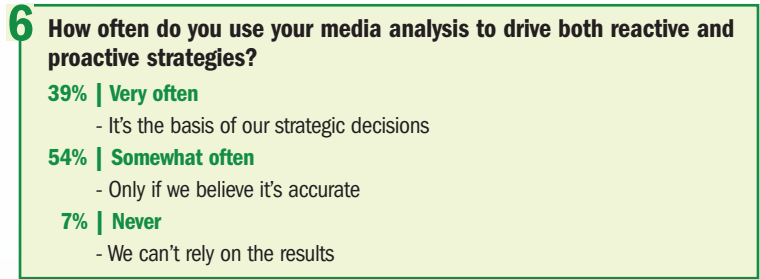 6
How often do you use your media analysis to drive both reactive and
proactive strategies?
39% | Very often
- It's the basis of our strategic decisions
54% | Somewhat often
- Only if we believe it's accurate
7% | Never
- We can't rely on the results